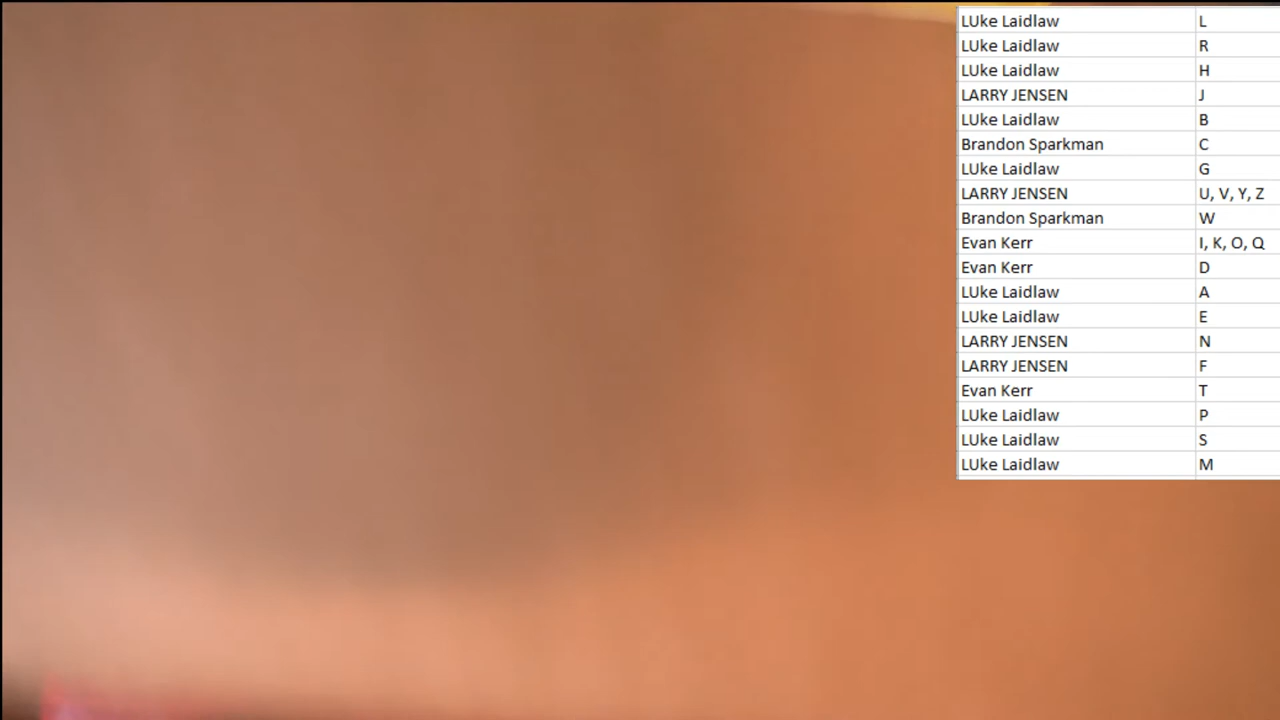 LUke Laidlaw L
LUke Laidlaw R
LUke Laidlaw H
LARRY JENSEN J
LUke Laidlaw B
Brandon Sparkman C
LUke Laidlaw G
LARRY JENSEN U, V, Y, Z
Brandon Sparkman W
Evan Kerr I, K, O, Q
Evan Kerr D
LUke Laidlaw A
LUke Laidlaw E
LARRY JENSEN N
LARRY JENSEN F
Evan Kerr T
LUke Laidlaw P
LUke Laidlaw S
LUke Laidlaw M